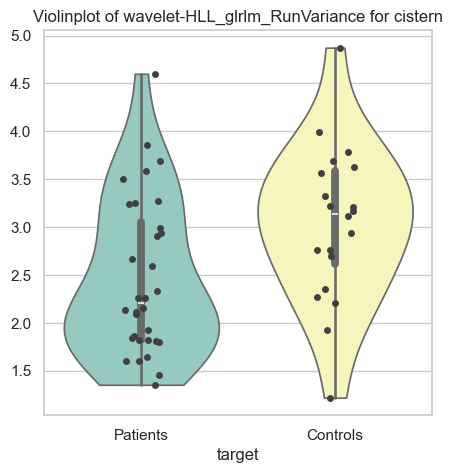 Violinplot of wavelet-HLL_glrlm_RunVariance for cistern
5.0
4.5
4.0
3.5
3.0
2.5
2.0
1.5
Patients
Controls
target